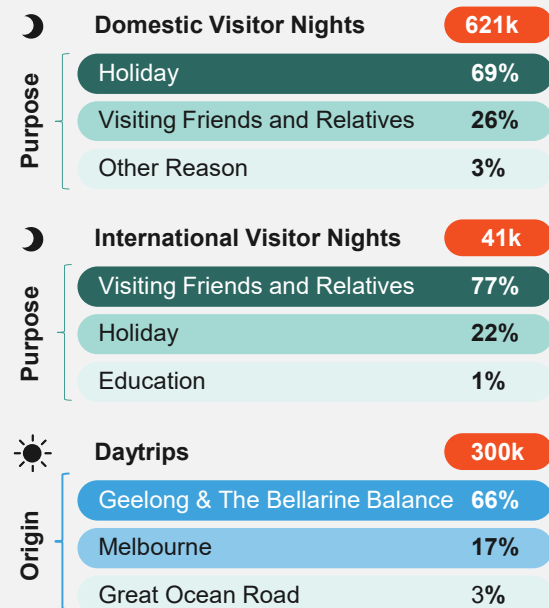 Domestic Visitor Nights 621k
Purpose
Holiday 69%
Visiting Friends and Relatives 26%
Other Reason 3%
International Visitor Nights 41k
Purpose
Visiting Friends and Relatives 77%
Holiday 22%
Education 1%
Daytrips 300k
Origin
Geelong & The Bellarine Balance 66%
Melbourne 17%
Great Ocean Road 3%